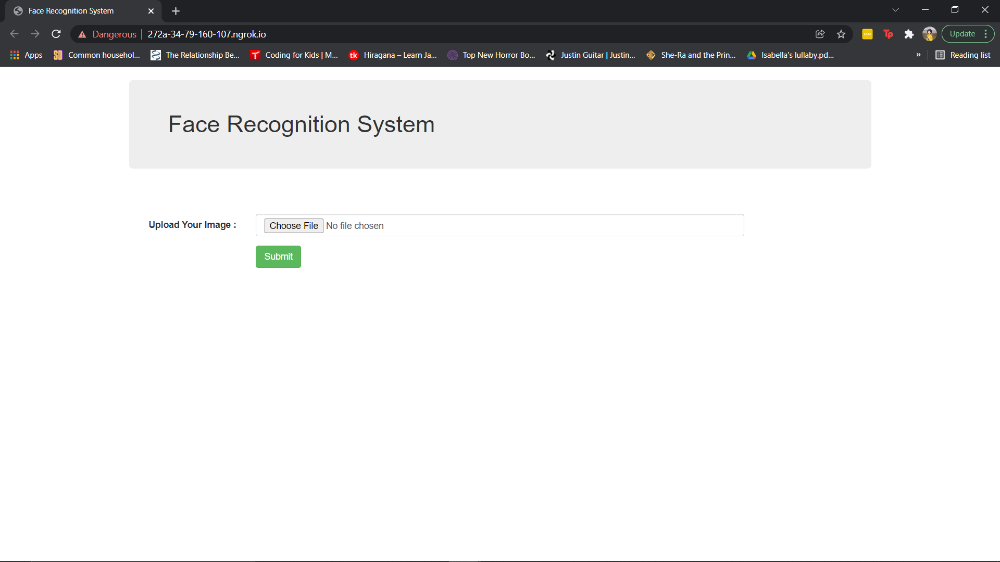 Face Recognition System
Dangerous | 272a-34-79-160-107.ngrok.io
Update
Apps
SD Common househol...
The Relationship Be...
T Coding for Kids | M...
tk Hiragana – Learn Ja...
Top New Horror Bo...
Justin Guitar | Justin...
She-Ra and the Prin...
Isabella's lullaby.pd...
»
Reading list
Face Recognition System
Upload Your Image :
Choose File No file chosen
Submit